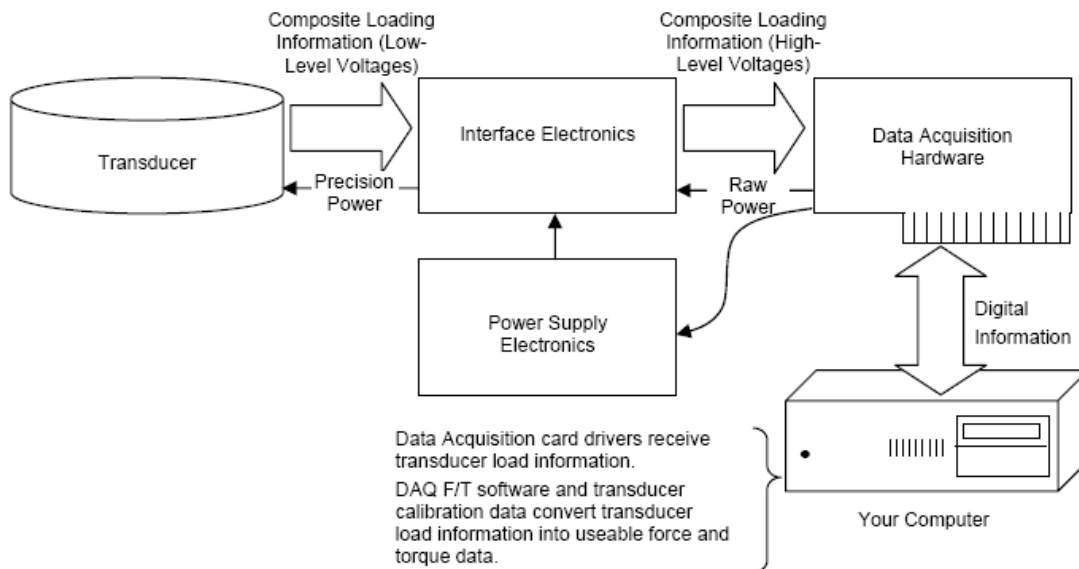 Composite Loading
Information (Low-
Level Voltages)
Composite Loading
Information (High-
Level Voltages)
Transducer
Interface Electronics
Data Acquisition
Hardware
Precision
Power
Raw
Power
Power Supply
Electronics
Digital
Information
Data Acquisition card drivers receive
transducer load information.
DAQ F/T software and transducer
calibration data convert transducer
load information into useable force and
torque data.
Your Computer